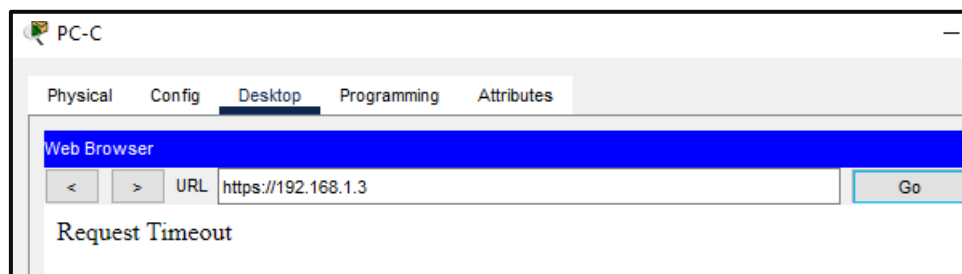 PC-C
Physical Config Desktop Programming Attributes
Web Browser
< > URL https://192.168.1.3 Go
Request Timeout